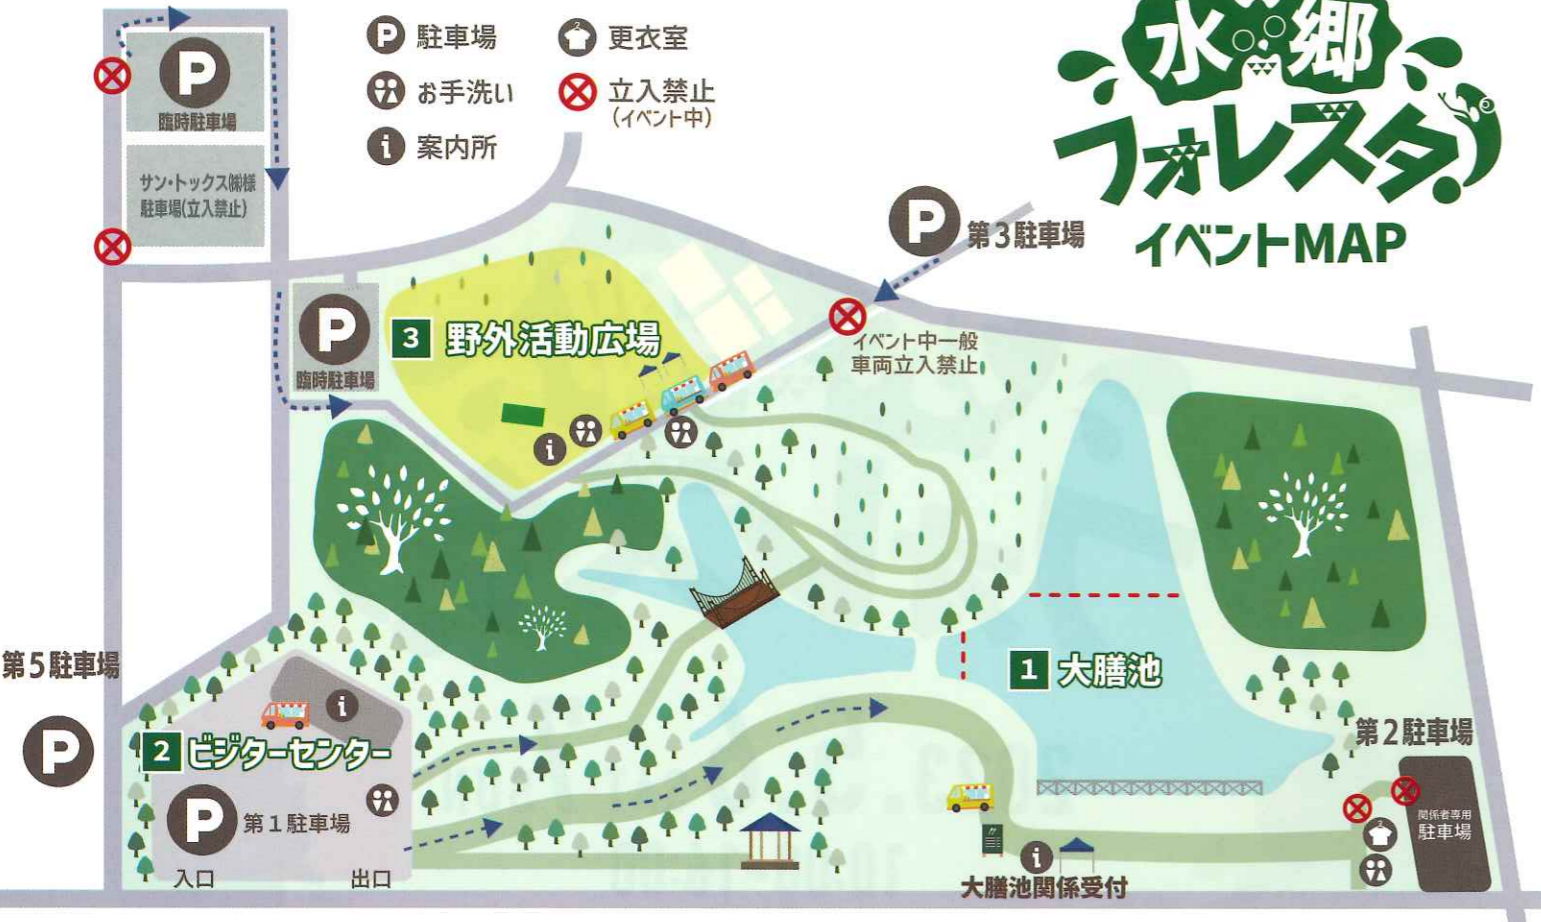 水郷
フォレスタ!
イベントMAP
P 駐車場
お手洗い
i 案内所
更衣室
立入禁止
(イベント中)
P
臨時駐車場
サン・トックス㈱様
駐車場(立入禁止)
P
第3駐車場
P
臨時駐車場
3 野外活動広場
イベント中一般
車両立入禁止
i
1 大膳池
第5駐車場
P
i
2 ビジターセンター
P 第1駐車場
入口
出口
第2駐車場
関係者専用
駐車場
i
大膳池関係受付